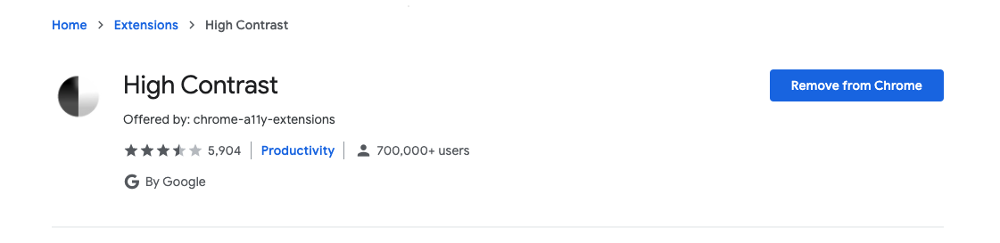 Home > Extensions > High Contrast
High Contrast
Remove from Chrome
Offered by: chrome-a11y-extensions
5,904 Productivity 700,000+ users
G By Google